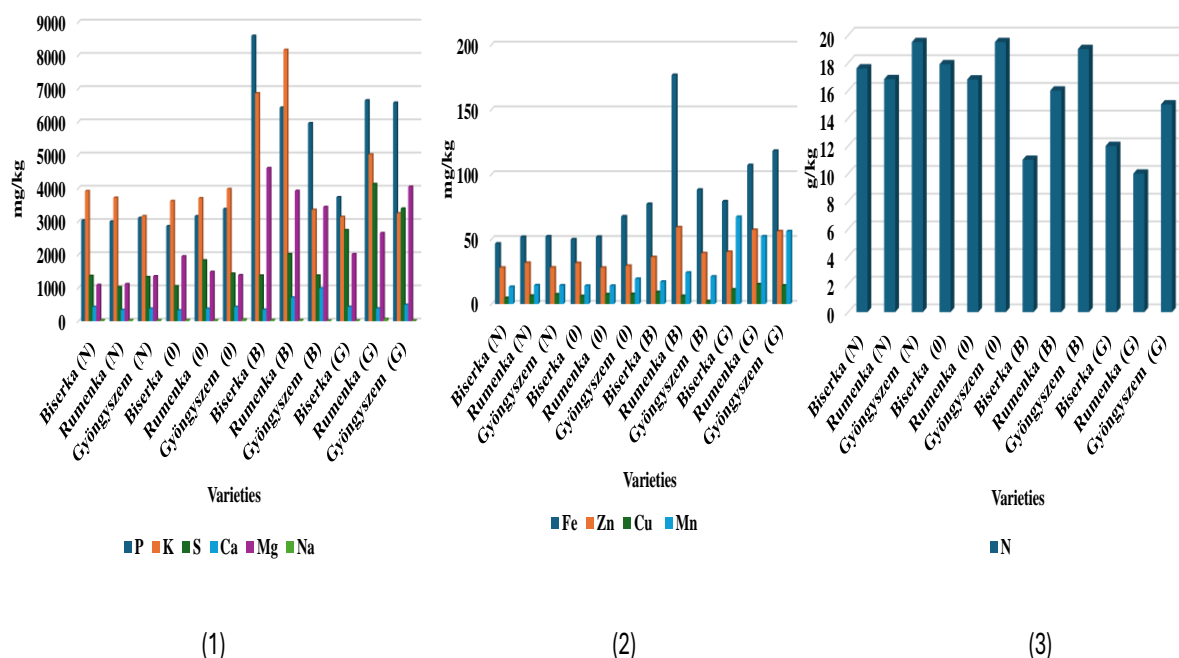 9000
8000
7000
6000
5000
4000
3000
2000
1000
0
mg/kg
Biserka (N)
Rumenka (N)
Gyöngyszem (N)
Biserka (0)
Rumenka (0)
Gyöngyszem (0)
Biserka (B)
Rumenka (B)
Gyöngyszem (B)
Biserka (G)
Rumenka (G)
Gyöngyszem (G)
Varieties
P K S Ca Mg Na
(1)
200
150
100
50
0
mg/kg
Biserka (N)
Rumenka (N)
Gyöngyszem (N)
Biserka (0)
Rumenka (0)
Gyöngyszem (0)
Biserka (B)
Rumenka (B)
Gyöngyszem (B)
Biserka (G)
Rumenka (G)
Gyöngyszem (G)
Varieties
Fe Zn Cu Mn
(2)
20
18
16
14
12
10
8
6
4
2
0
g/kg
Biserka (N)
Rumenka (N)
Gyöngyszem (N)
Biserka (0)
Rumenka (0)
Gyöngyszem (0)
Biserka (B)
Rumenka (B)
Gyöngyszem (B)
Biserka (G)
Rumenka (G)
Gyöngyszem (G)
Varieties
N
(3)